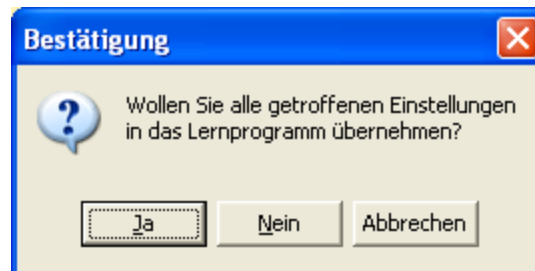 Bestätigung
Wollen Sie alle getroffenen Einstellungen
in das Lernprogramm übernehmen?
Ja Nein Abbrechen